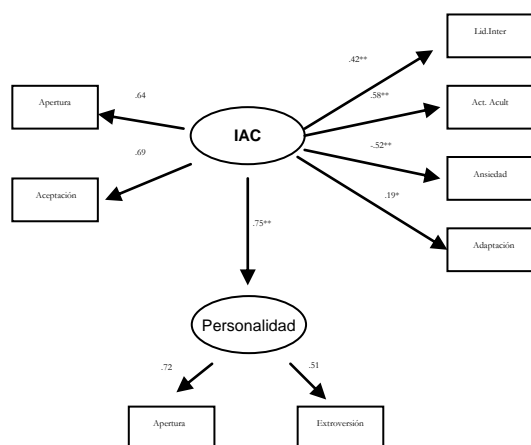 Lid.Inter
.42**
.64
.58**
Apertura
IAC
Act. Acult
.69
-.52**
Aceptación
Ansiedad
.19*
.75**
Adaptación
Personalidad
.72
.51
Apertura
Extroversión